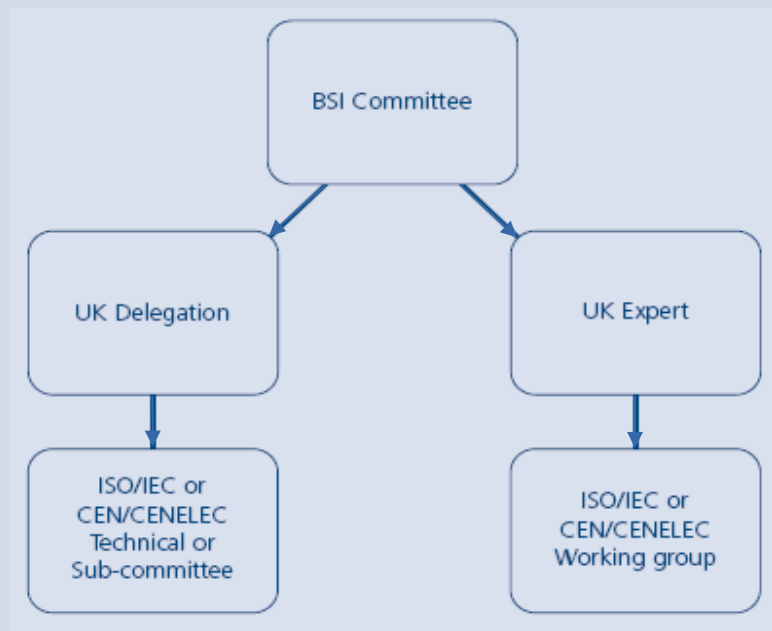 BSI Committee
UK Delegation
UK Expert
ISO/IEC or
CEN/CENELEC
Technical or
Sub-committee
ISO/IEC or
CEN/CENELEC
Working group